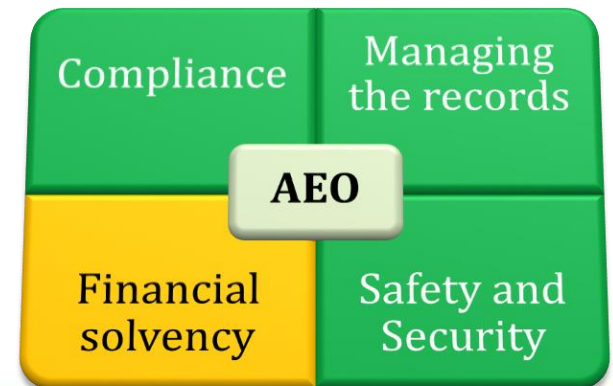 Compliance
Managing
the records
AEO
Financial
solvency
Safety and
Security